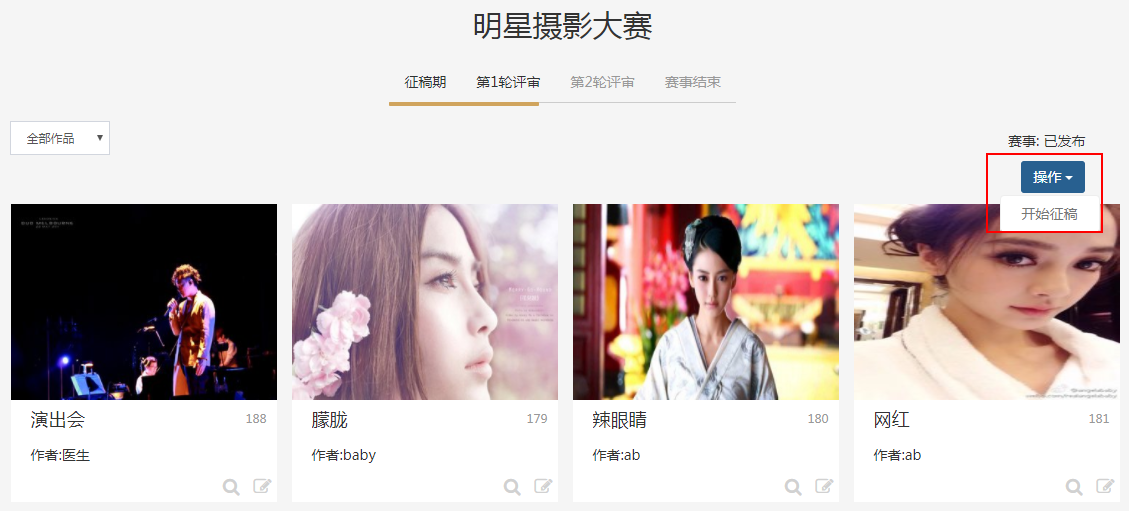 明星摄影大赛
征稿期 第1轮评审 第2轮评审 赛事结束
全部作品
赛事: 已发布
操作
开始征稿
演出会 188
作者:医生
朦胧 179
作者:baby
辣眼睛 180
作者:ab
网红 181
作者:ab